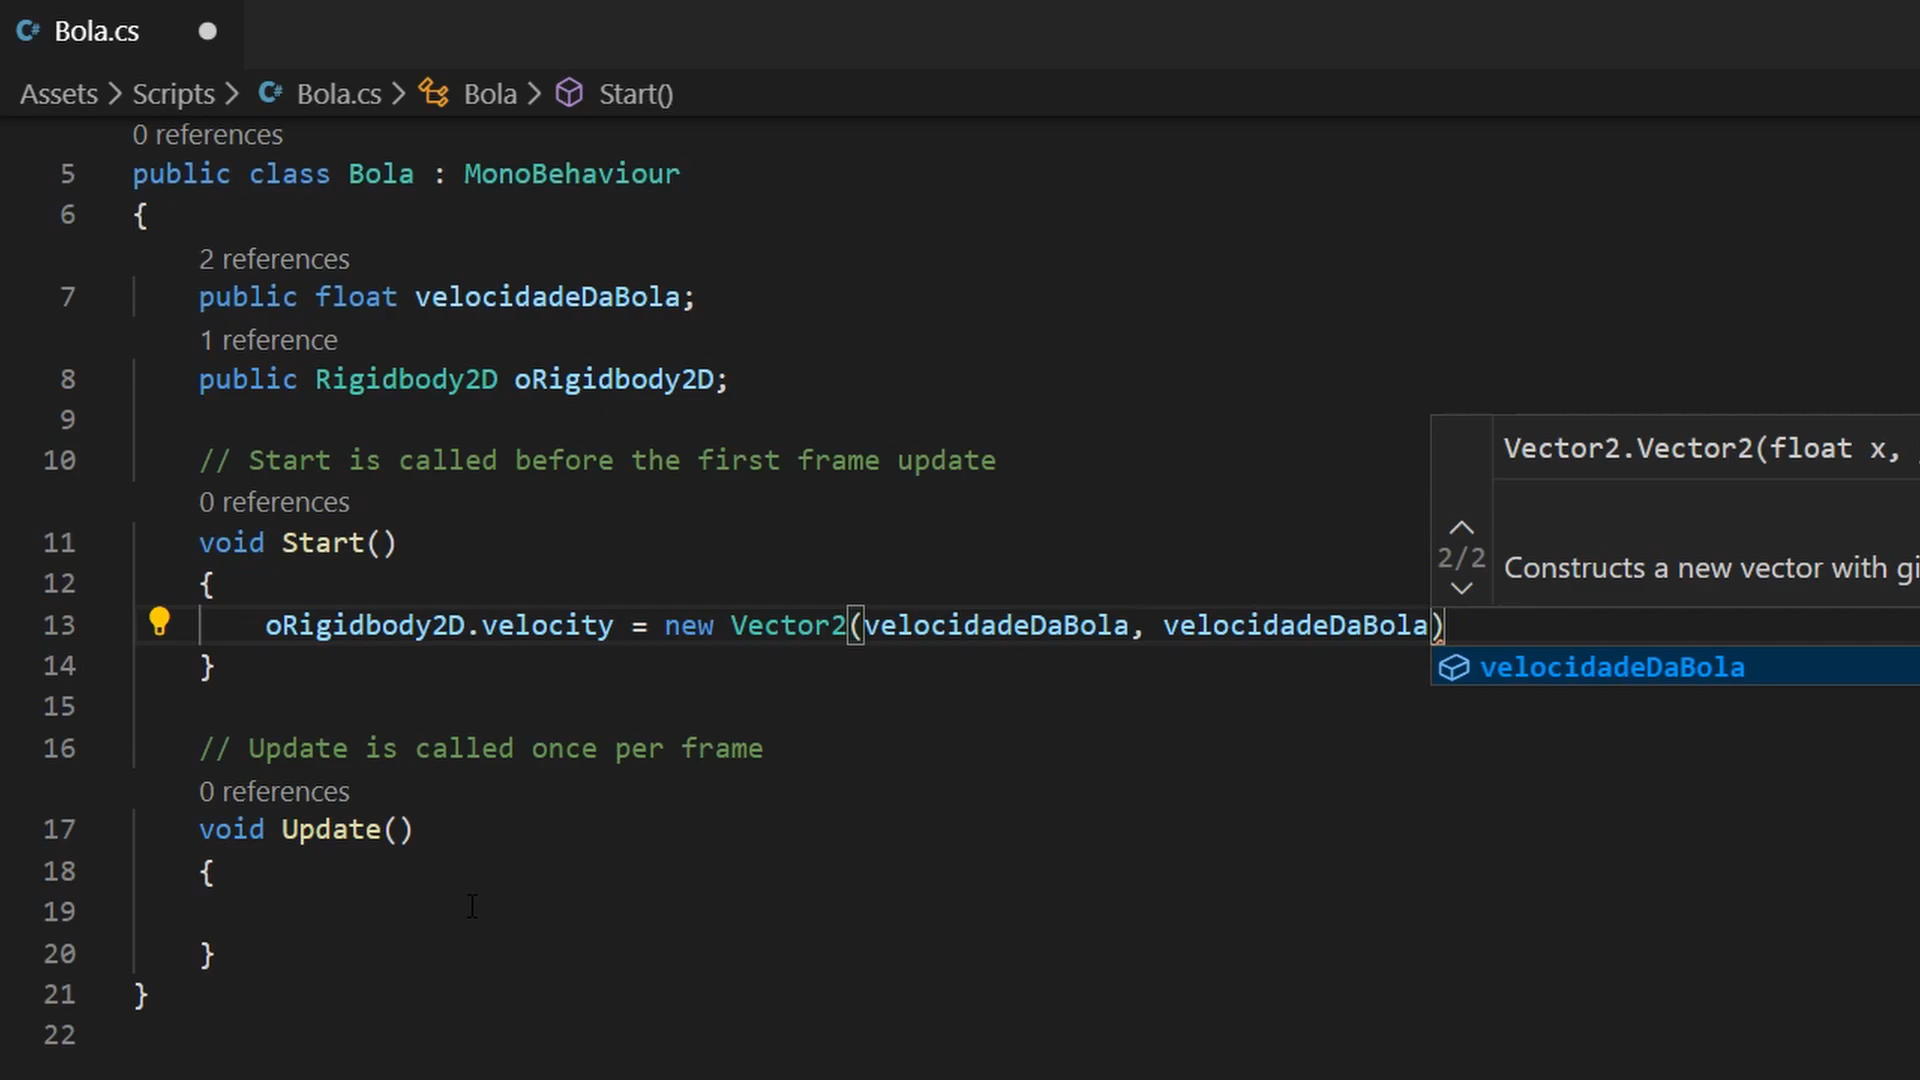 Bola.cs
Assets > Scripts > Bola.cs > Bola > Start()
0 references
5 public class Bola : MonoBehaviour
6 {
2 references
7 public float velocidadeDaBola;
1 reference
8 public Rigidbody2D oRigidbody2D;
9
10 // Start is called before the first frame update
0 references
11 void Start()
12 {
13 oRigidbody2D.velocity = new Vector2(velocidadeDaBola, velocidadeDaBola)
14 }
15
16 // Update is called once per frame
0 references
17 void Update()
18 {
19
20 }
21 }
22
Vector2.Vector2(float x,
2/2
Constructs a new vector with gi
velocidadeDaBola